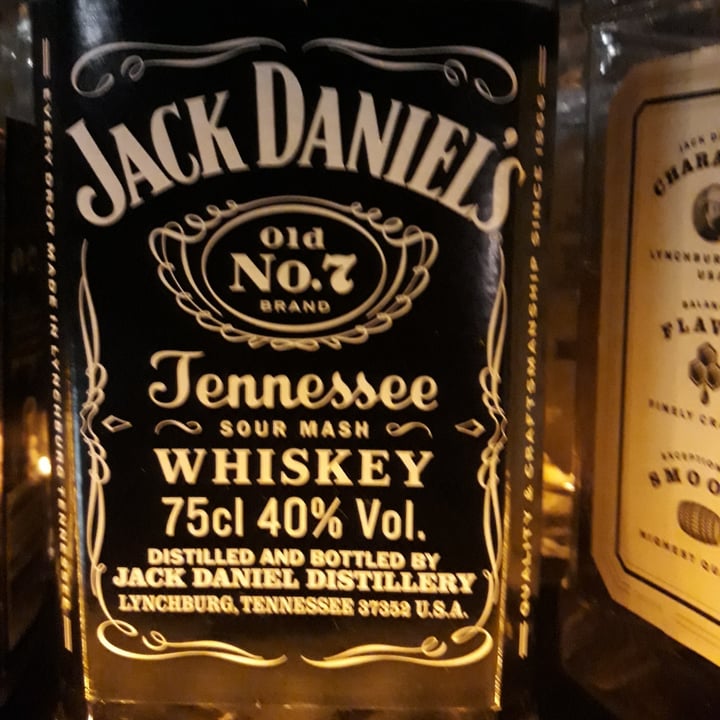 JACK DANIEL'S
Old
No.7
BRAND
Tennessee
SOUR MASH
WHISKEY
75cl 40% Vol.
DISTILLED AND BOTTLED BY
JACK DANIEL DISTILLERY
LYNCHBURG, TENNESSEE 37352 U.S.A.
EVERY DROP MADE IN LYNCHBURG TENNESSEE
QUALITY & CRAFTSMANSHIP SINCE 1866
JACK